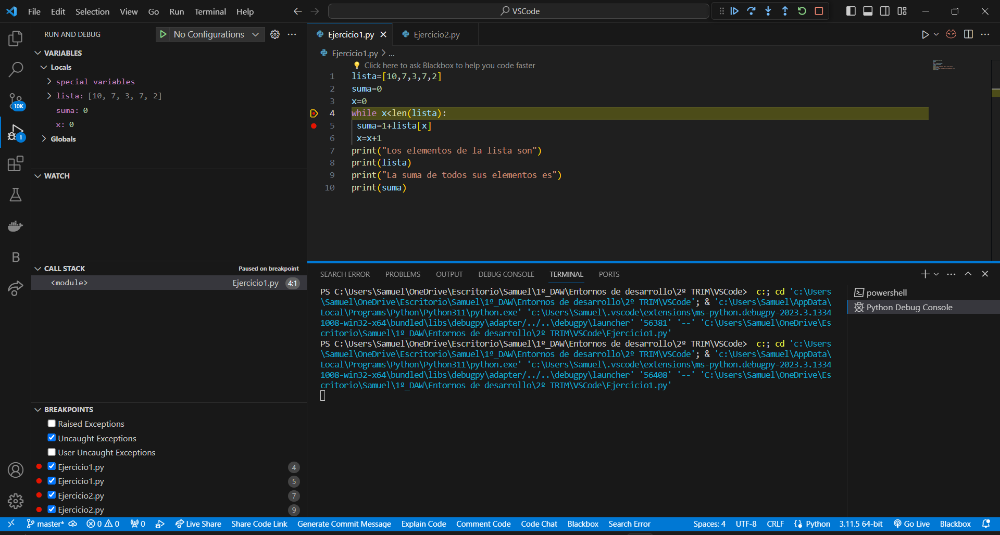 File Edit Selection View Go Run Terminal Help
VSCode
RUN AND DEBUG
No Configurations
VARIABLES
Locals
special variables
lista: [10, 7, 3, 7, 2]
suma: 0
x: 0
Globals
WATCH
CALL STACK
Paused on breakpoint
<module>
Ejercicio1.py 4:1
BREAKPOINTS
Raised Exceptions
Uncaught Exceptions
User Uncaught Exceptions
Ejercicio1.py 4
Ejercicio1.py 5
Ejercicio2.py 7
Ejercicio2.py 9
10K
1
B
Ejercicio1.py
Ejercicio2.py
Ejercicio1.py > ...
Click here to ask Blackbox to help you code faster
1 lista=[10,7,3,7,2]
2 suma=0
3 x=0
4 while x<len(lista):
5 suma=1+lista[x]
6 x=x+1
7 print("Los elementos de la lista son")
8 print(lista)
9 print("La suma de todos sus elementos es")
10 print(suma)
SEARCH ERROR PROBLEMS OUTPUT DEBUG CONSOLE TERMINAL PORTS
PS C:\Users\Samuel\OneDrive\Escritorio\Samuel\1º_DAW\Entornos de desarrollo\2º TRIM\VSCode>  c:; cd 'c:\Users
\Samuel\OneDrive\Escritorio\Samuel\1º_DAW\Entornos de desarrollo\2º TRIM\VSCode'; & 'c:\Users\Samuel\AppData\
Local\Programs\Python\Python311\python.exe' 'c:\Users\Samuel\.vscode\extensions\ms-python.debugpy-2023.3.1334
1008-win32-x64\bundled\libs\debugpy\adapter/../..\debugpy\launcher' '56381' '--' 'C:\Users\Samuel\OneDrive\Es
critorio\Samuel\1º_DAW\Entornos de desarrollo\2º TRIM\VSCode\Ejercicio1.py'
PS C:\Users\Samuel\OneDrive\Escritorio\Samuel\1º_DAW\Entornos de desarrollo\2º TRIM\VSCode>  c:; cd 'c:\Users
\Samuel\OneDrive\Escritorio\Samuel\1º_DAW\Entornos de desarrollo\2º TRIM\VSCode'; & 'c:\Users\Samuel\AppData\
Local\Programs\Python\Python311\python.exe' 'c:\Users\Samuel\.vscode\extensions\ms-python.debugpy-2023.3.1334
1008-win32-x64\bundled\libs\debugpy\adapter/../..\debugpy\launcher' '56408' '--' 'C:\Users\Samuel\OneDrive\Es
critorio\Samuel\1º_DAW\Entornos de desarrollo\2º TRIM\VSCode\Ejercicio1.py'
powershell
Python Debug Console
master* 0 0 0 Live Share Share Code Link Generate Commit Message Explain Code Comment Code Code Chat Blackbox Search Error Spaces: 4 UTF-8 CRLF Python 3.11.5 64-bit Go Live Blackbox